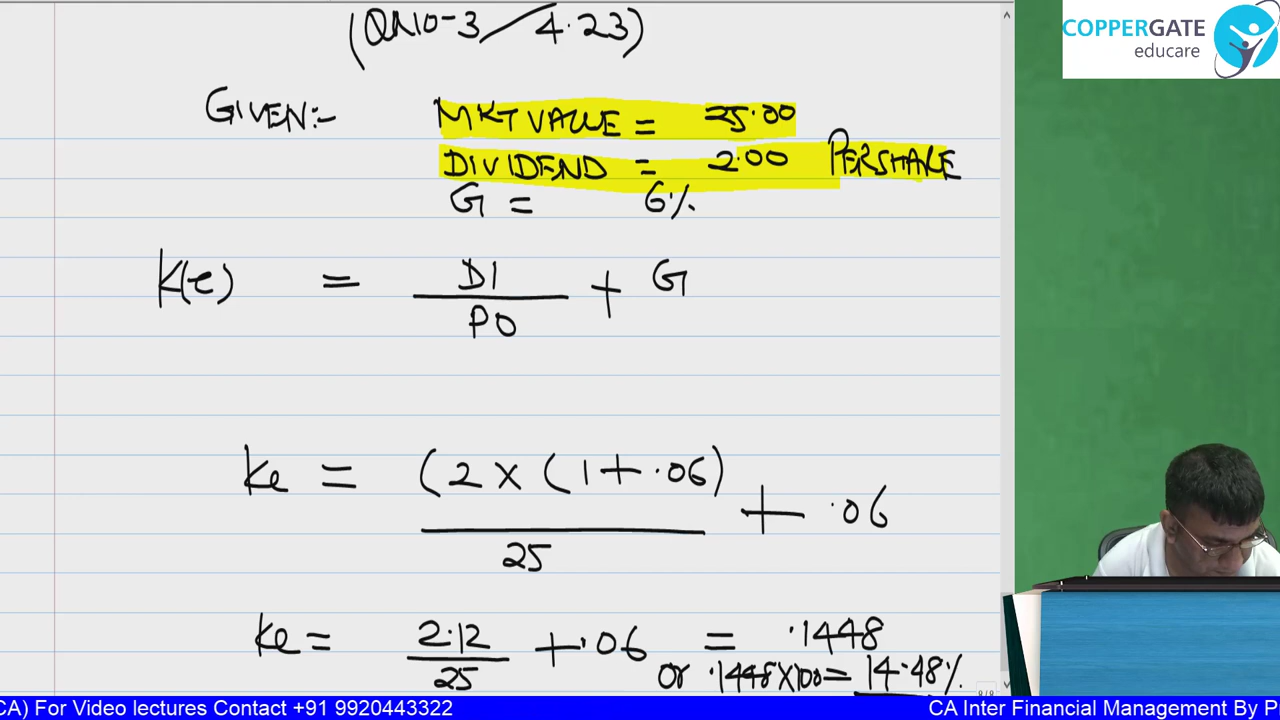 (QN10-3/4.23)
COPPERGATE
educare
GIVEN:- MKT VALUE = 25.00
DIVIDEND = 2.00 PERSHARE
G = 6%
K(e) = D1 + G
P0
ke = (2 x (1 + .06) + .06
25
ke = 2.12 + .06 = .1448
25
or .1448X100 = 14.48%
8/8
CA) For Video lectures Contact +91 9920443322
CA Inter Financial Management By P